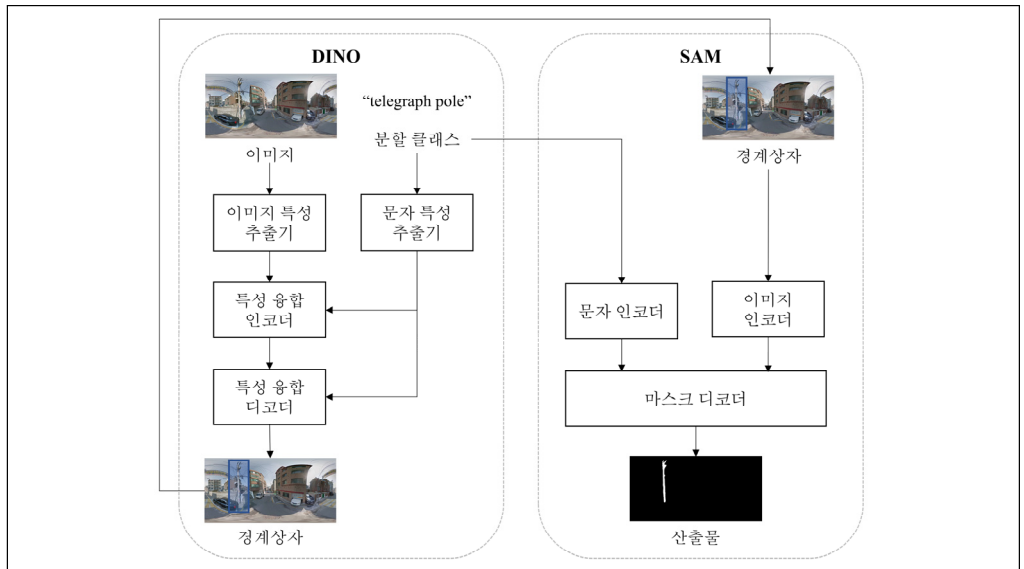 DINO
"telegraph pole"
분할 클래스
이미지
이미지 특성
추출기
문자 특성
추출기
특성 융합
인코더
특성 융합
디코더
경계상사
SAM
경계상자
문자 인코더
이미지
인코더
마스크 디코더
산출물